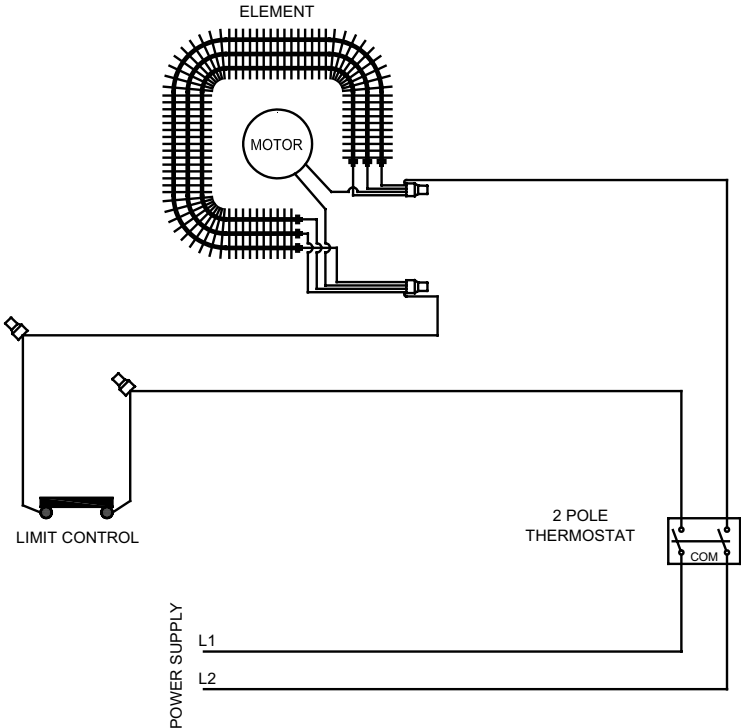 ELEMENT
MOTOR
LIMIT CONTROL
2 POLE
THERMOSTAT
COM
POWER SUPPLY
L1
L2